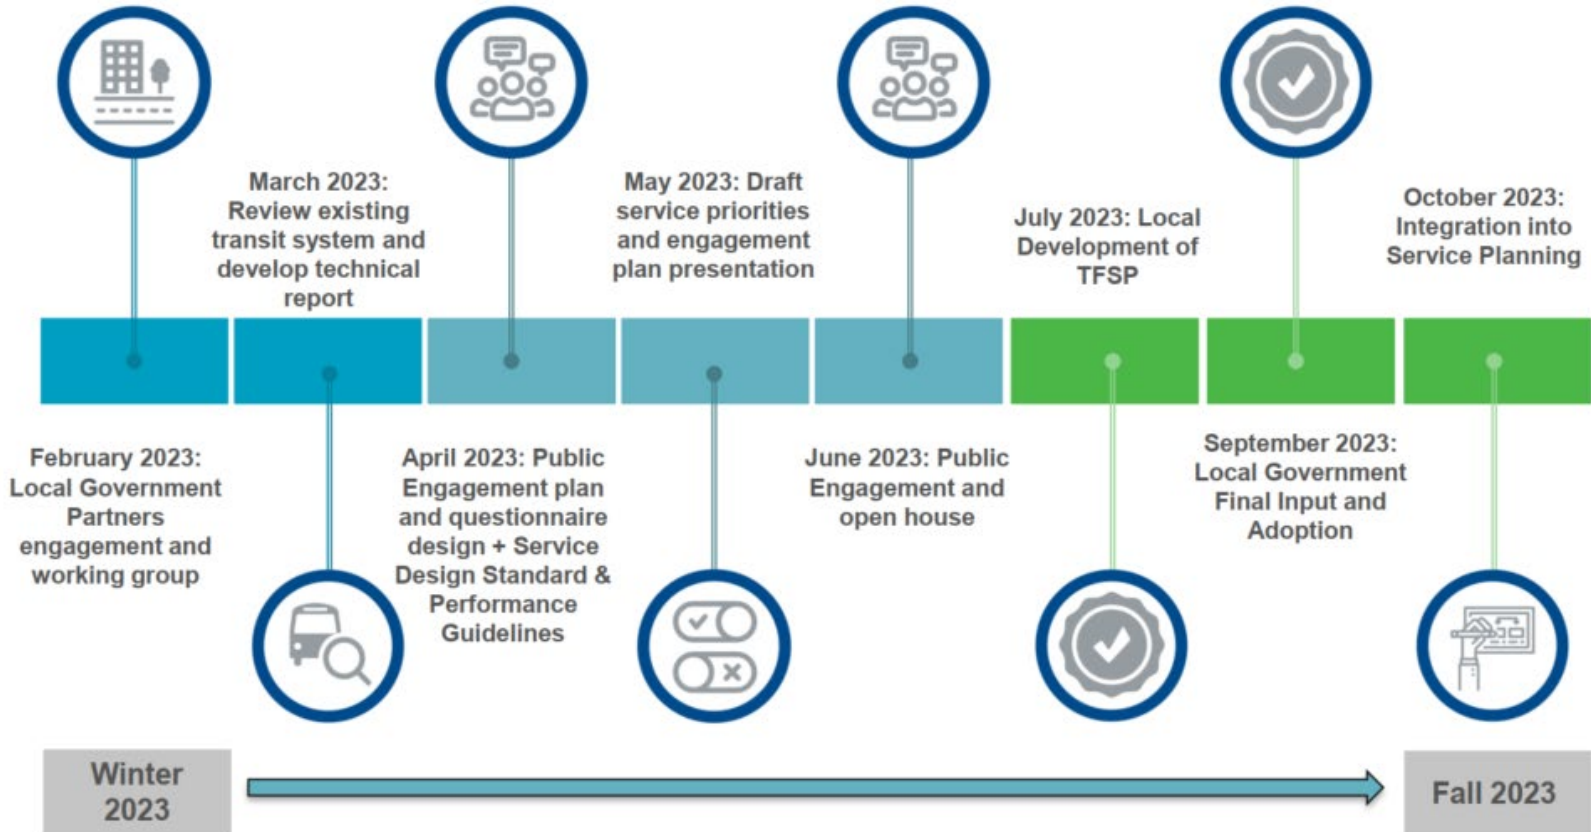 March 2023:
Review existing
transit system and
develop technical
report
May 2023: Draft
service priorities
and engagement
plan presentation
July 2023: Local
Development of
TFSP
October 2023:
Integration into
Service Planning
February 2023:
Local Government
Partners
engagement and
working group
April 2023: Public
Engagement plan
and questionnaire
design + Service
Design Standard &
Performance
Guidelines
June 2023: Public
Engagement and
open house
September 2023:
Local Government
Final Input and
Adoption
Winter
2023
Fall 2023